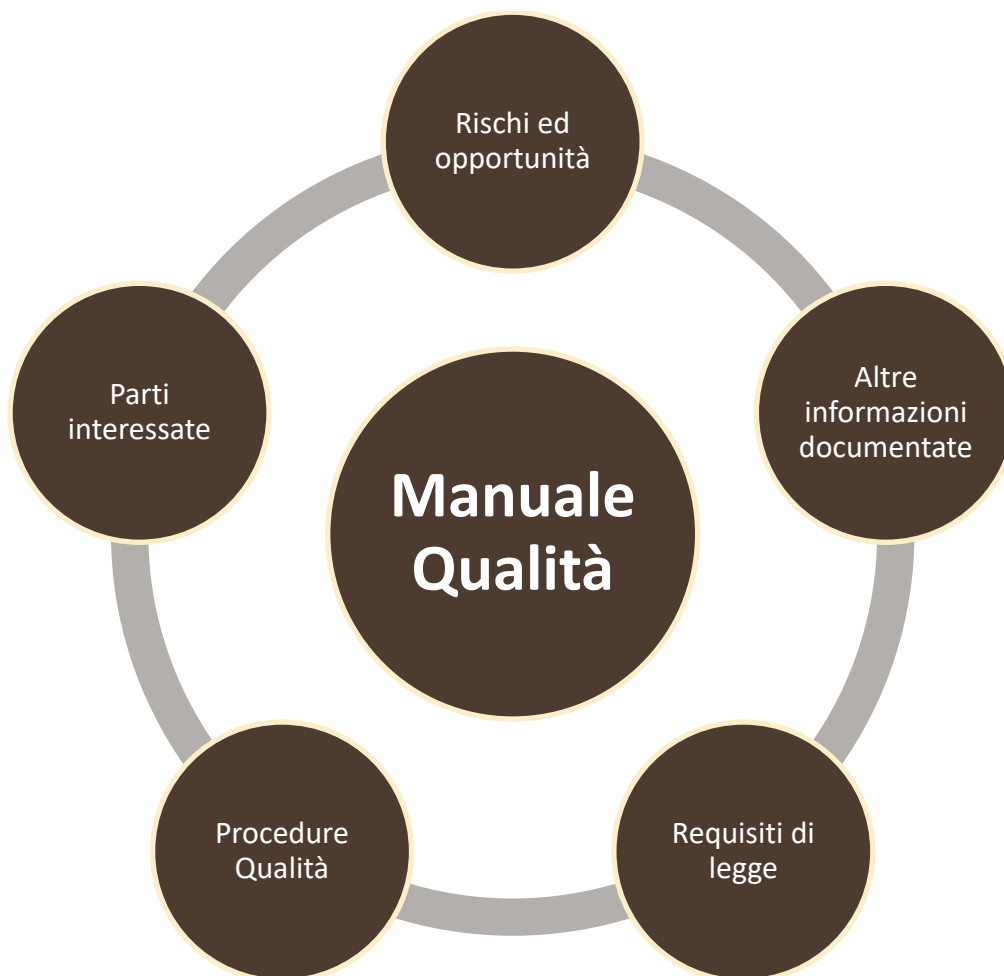 Rischi ed
opportunità
Altre
informazioni
documentate
Parti
interessate
Manuale
Qualità
Procedure
Qualità
Requisiti di
legge